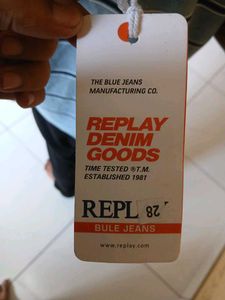 THE BLUE JEANS
MANUFACTURING CO.
REPLAY
DENIM
GOODS
TIME TESTED ®T.M.
ESTABLISHED 1981
REPL 28
BULE JEANS
www.replay.com